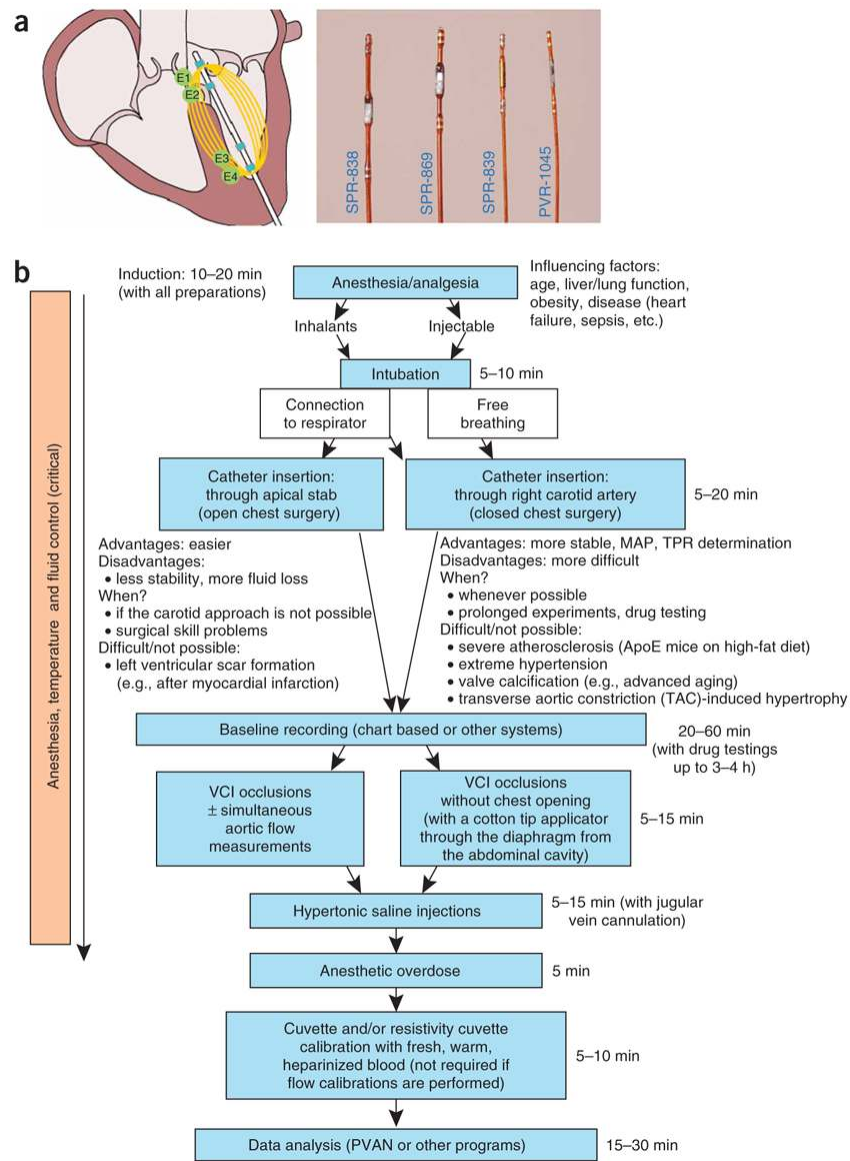 a
E1
E2
E3
E4
SPR-838
SPR-869
SPR-839
PVR-1045
b
Induction: 10–20 min
(with all preparations)
Anesthesia/analgesia
Influencing factors:
age, liver/lung function,
obesity, disease (heart
failure, sepsis, etc.)
Inhalants
Injectable
Intubation
5–10 min
Connection
to respirator
Free
breathing
Catheter insertion:
through apical stab
(open chest surgery)
Catheter insertion:
through right carotid artery
(closed chest surgery)
5–20 min
Advantages: easier
Disadvantages:
• less stability, more fluid loss
When?
• if the carotid approach is not possible
• surgical skill problems
Difficult/not possible:
• left ventricular scar formation
(e.g., after myocardial infarction)
Advantages: more stable, MAP, TPR determination
Disadvantages: more difficult
When?
• whenever possible
• prolonged experiments, drug testing
Difficult/not possible:
• severe atherosclerosis (ApoE mice on high-fat diet)
• extreme hypertension
• valve calcification (e.g., advanced aging)
• transverse aortic constriction (TAC)-induced hypertrophy
Anesthesia, temperature and fluid control (critical)
Baseline recording (chart based or other systems)
20–60 min
(with drug testings
up to 3–4 h)
VCI occlusions
± simultaneous
aortic flow
measurements
VCI occlusions
without chest opening
(with a cotton tip applicator
through the diaphragm from
the abdominal cavity)
5–15 min
Hypertonic saline injections
5–15 min (with jugular
vein cannulation)
Anesthetic overdose
5 min
Cuvette and/or resistivity cuvette
calibration with fresh, warm,
heparinized blood (not required if
flow calibrations are performed)
5–10 min
Data analysis (PVAN or other programs)
15–30 min